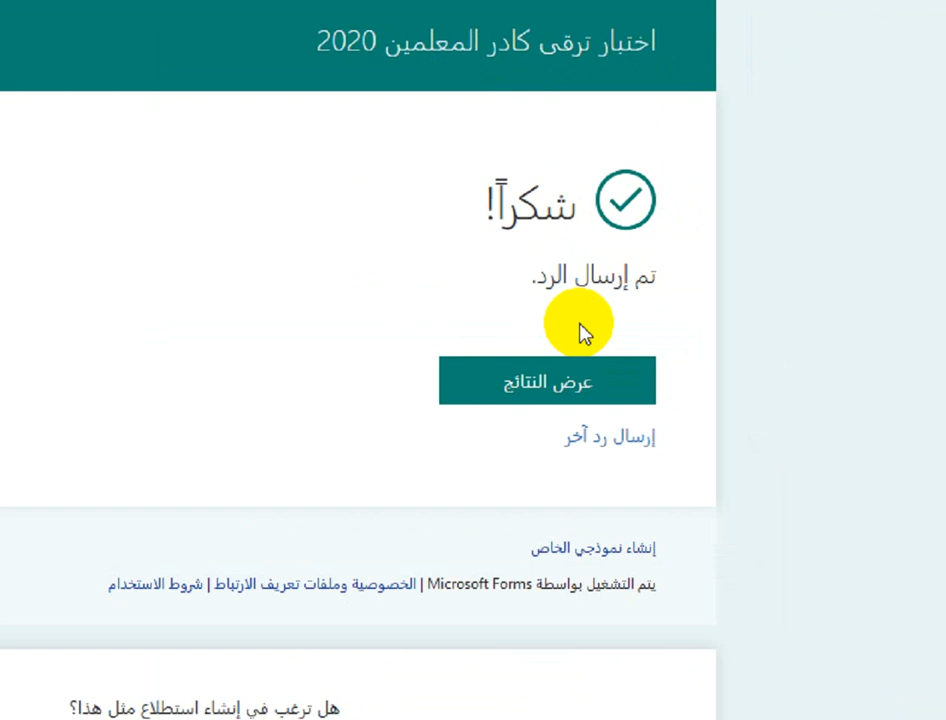 اختبار ترقى كادر المعلمين 2020
شكراً!
تم إرسال الرد.
عرض النتائج
إرسال رد آخر
إنشاء نموذجي الخاص
يتم التشغيل بواسطة Microsoft Forms | الخصوصية وملفات تعريف الارتباط | شروط الاستخدام
هل ترغب في إنشاء استطلاع مثل هذا؟